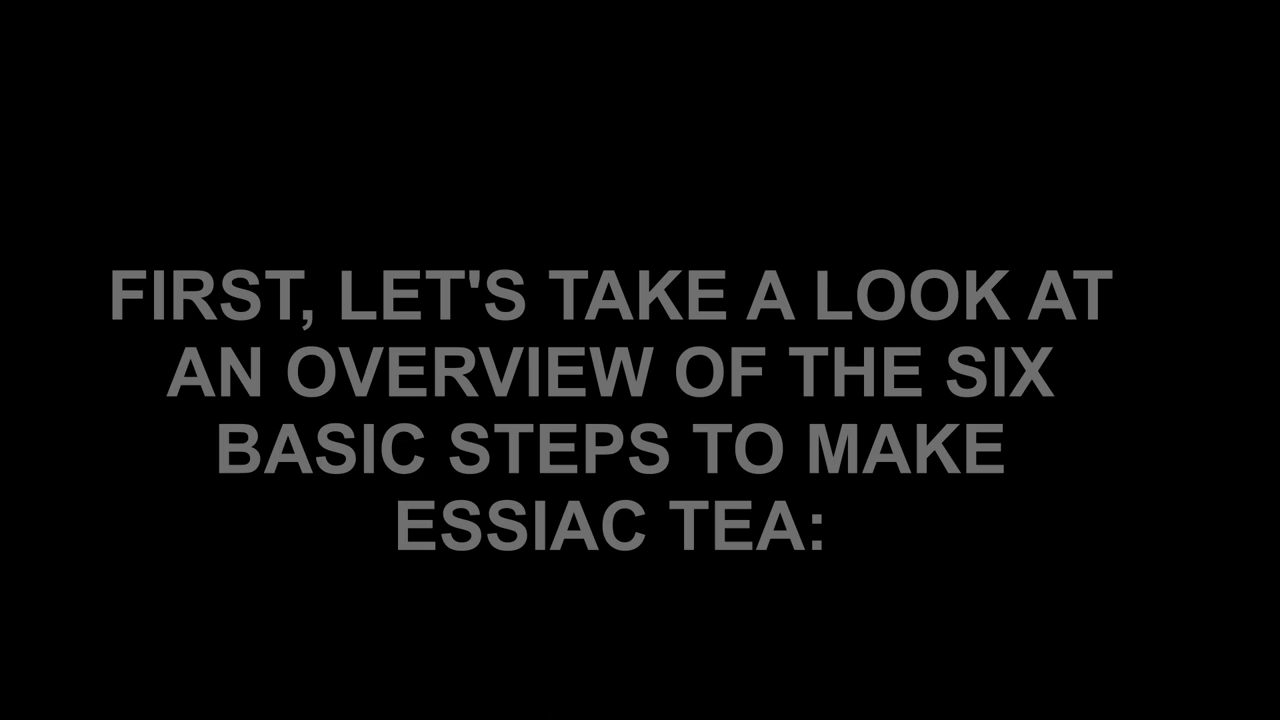 FIRST, LET'S TAKE A LOOK AT
AN OVERVIEW OF THE SIX
BASIC STEPS TO MAKE
ESSIAC TEA: